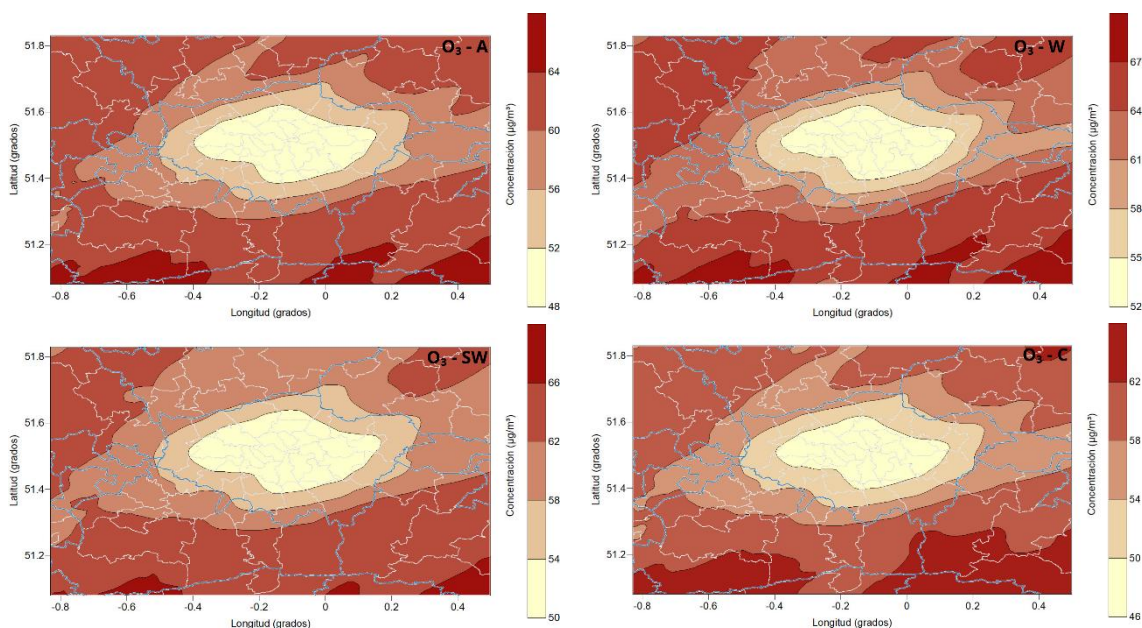 O₃ - A
Latitud (grados)
51.8
51.6
51.4
51.2
-0.8 -0.6 -0.4 -0.2 0 0.2 0.4
Longitud (grados)
Concentración (µg/m³)
64
60
56
52
48
O₃ - W
Latitud (grados)
51.8
51.6
51.4
51.2
-0.8 -0.6 -0.4 -0.2 0 0.2 0.4
Longitud (grados)
Concentración (µg/m³)
67
64
61
58
55
52
O₃ - SW
Latitud (grados)
51.8
51.6
51.4
51.2
-0.8 -0.6 -0.4 -0.2 0 0.2 0.4
Longitud (grados)
Concentración (µg/m³)
66
62
58
54
50
O₃ - C
Latitud (grados)
51.8
51.6
51.4
51.2
-0.8 -0.6 -0.4 -0.2 0 0.2 0.4
Longitud (grados)
Concentración (µg/m³)
62
58
54
50
46